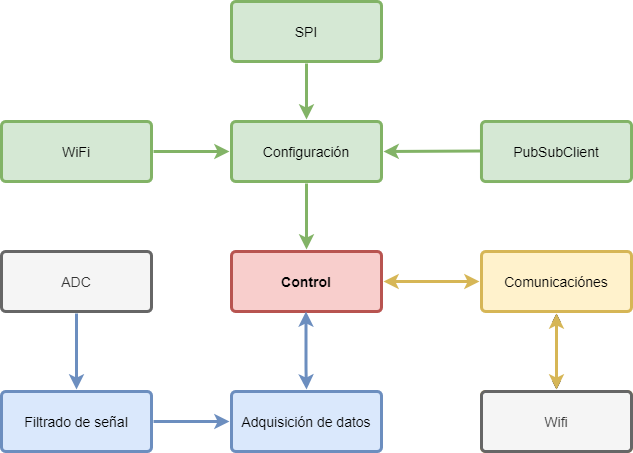 SPI
WiFi
Configuración
PubSubClient
ADC
Control
Comunicaciónes
Filtrado de señal
Adquisición de datos
Wifi